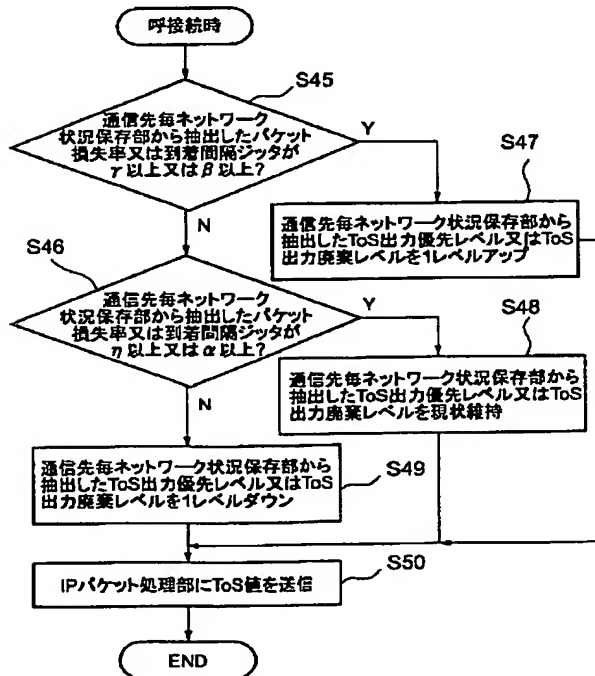 呼接続時
S45
通信先毎ネットワーク
状況保存部から抽出したパケット
損失率又は到着間隔ジッタが
γ以上又はβ以上?
Y
N
S47
通信先毎ネットワーク状況保存部から
抽出したToS出力優先レベル又はToS
出力廃棄レベルを1レベルアップ
S46
通信先毎ネットワーク
状況保存部から抽出したパケット
損失率又は到着間隔ジッタが
η以上又はα以上?
Y
N
S48
通信先毎ネットワーク状況保存部から
抽出したToS出力優先レベル又はToS
出力廃棄レベルを現状維持
通信先毎ネットワーク状況保存部から
抽出したToS出力優先レベル又はToS
出力廃棄レベルを1レベルダウン
S49
S50
IPパケット処理部にToS値を送信
END